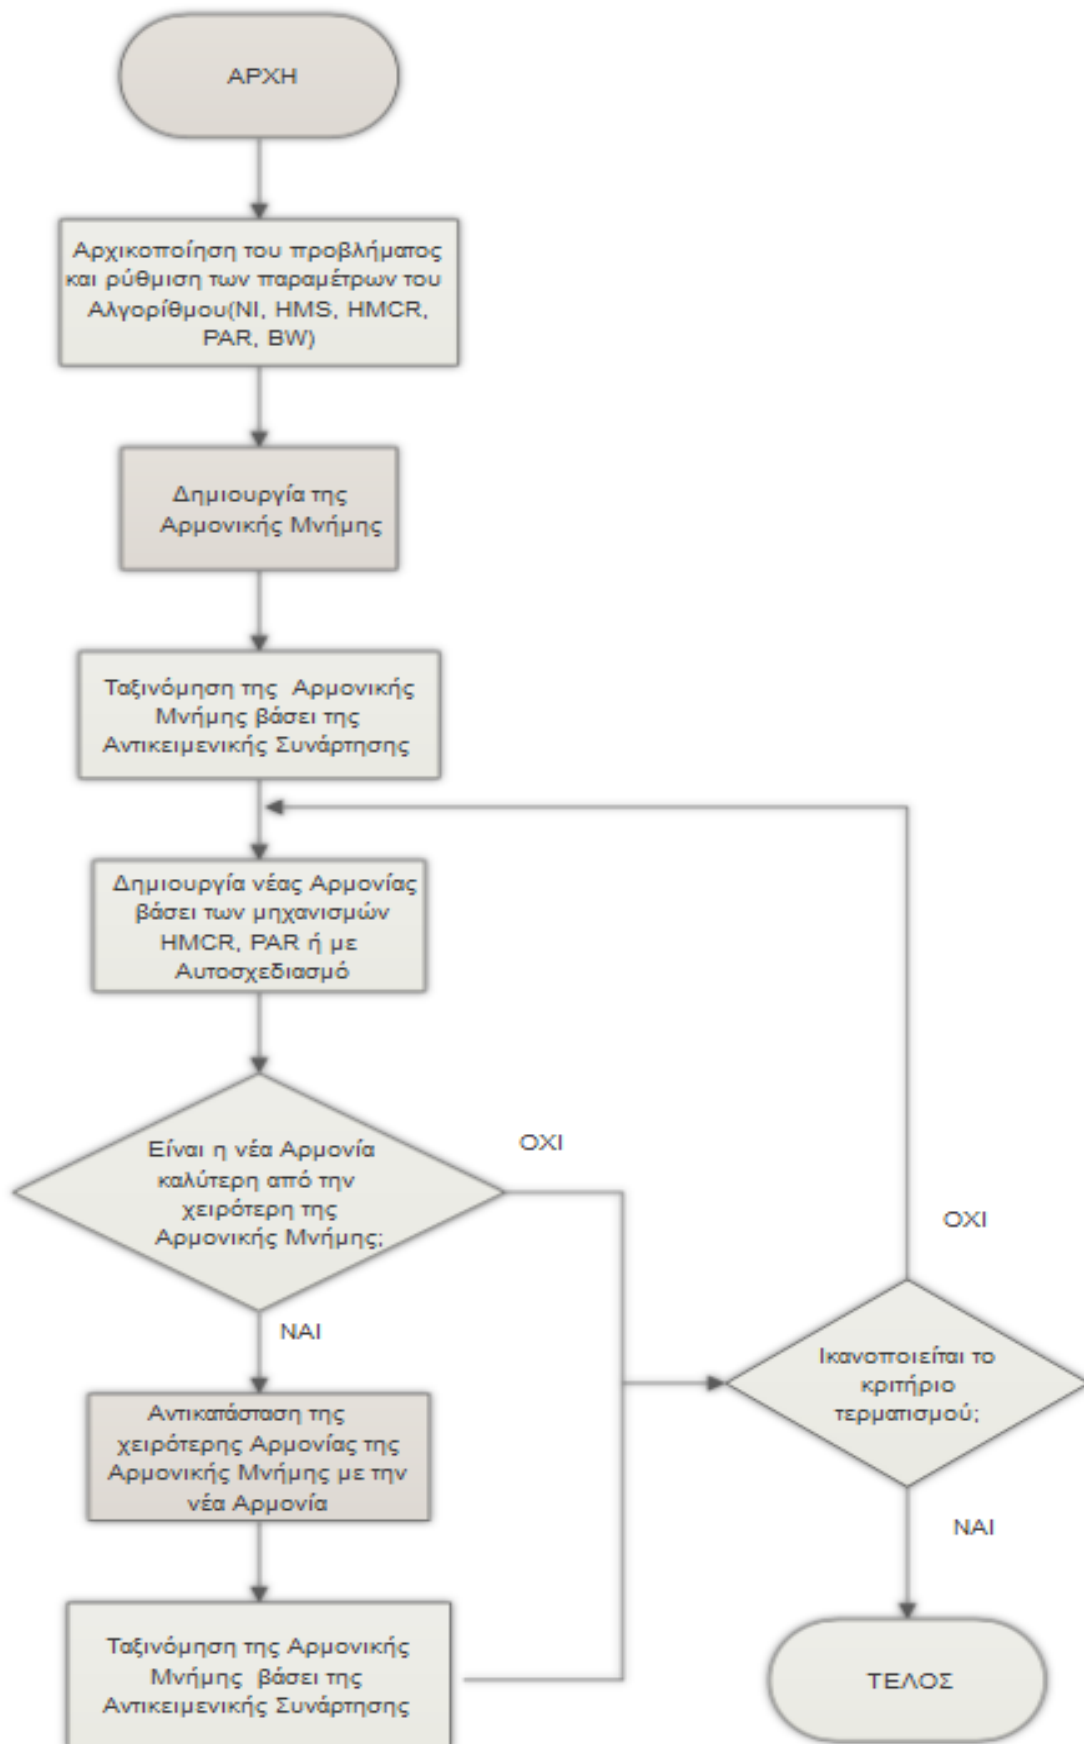 ΑΡΧΗ
Αρχικοποίηση του προβλήματος
και ρύθμιση των παραμέτρων του
Αλγορίθμου(NI, HMS, HMCR,
PAR, BW)
Δημιουργία της
Αρμονικής Μνήμης
Ταξινόμηση της Αρμονικής
Μνήμης βάσει της
Αντικειμενικής Συνάρτησης
Δημιουργία νέας Αρμονίας
βάσει των μηχανισμών
HMCR, PAR ή με
Αυτοσχεδιασμό
Είναι η νέα Αρμονία
καλύτερη από την
χειρότερη της
Αρμονικής Μνήμης;
ΟΧΙ
ΝΑΙ
Αντικατάσταση της
χειρότερης Αρμονίας της
Αρμονικής Μνήμης με την
νέα Αρμονία
Ταξινόμηση της Αρμονικής
Μνήμης βάσει της
Αντικειμενικής Συνάρτησης
ΟΧΙ
Ικανοποιείται το
κριτήριο
τερματισμού;
ΝΑΙ
ΤΕΛΟΣ